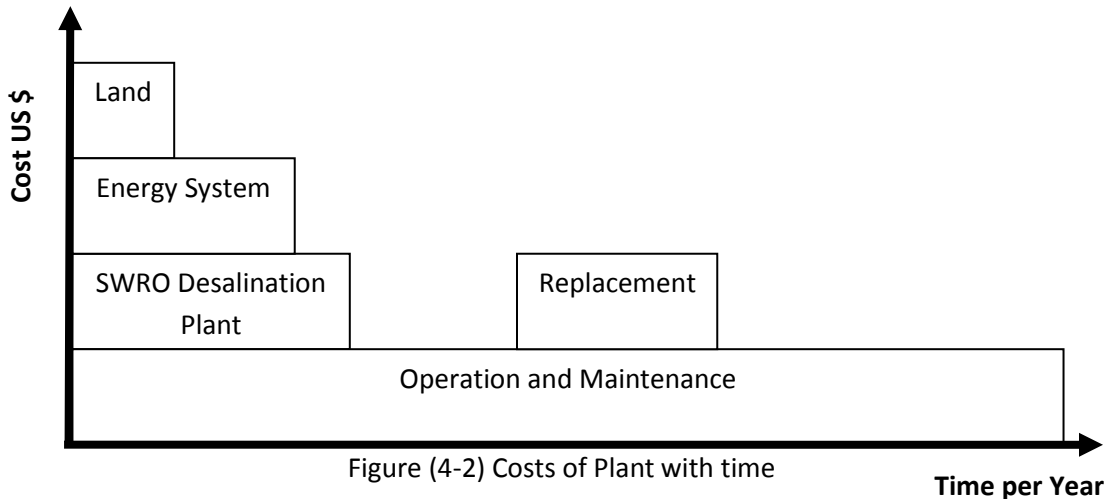 Cost US $
Land
Energy System
SWRO Desalination
Plant
Replacement
Operation and Maintenance
Figure (4-2) Costs of Plant with time
Time per Year